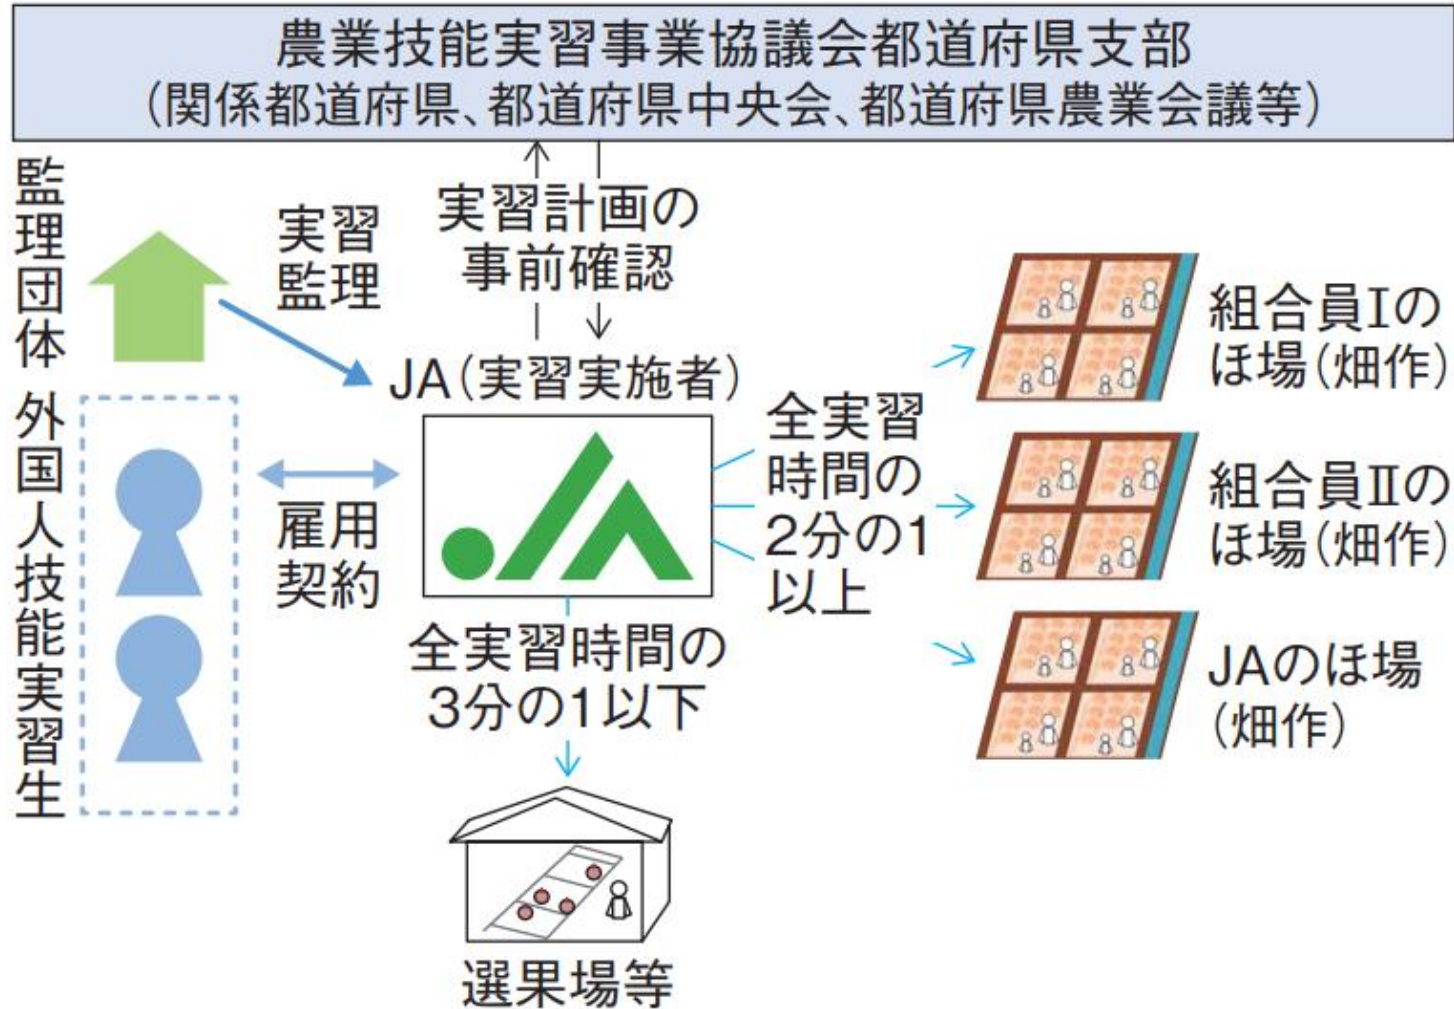 農業技能実習事業協議会都道府県支部
（関係都道府県、都道府県中央会、都道府県農業会議等）
監理団体
実習
監理
実習計画の
事前確認
JA（実習実施者）
外国人技能実習生
雇用
契約
全実習
時間の
2分の1
以上
組合員Ⅰの
ほ場（畑作）
組合員Ⅱの
ほ場（畑作）
JAのほ場
（畑作）
全実習時間の
3分の1以下
選果場等